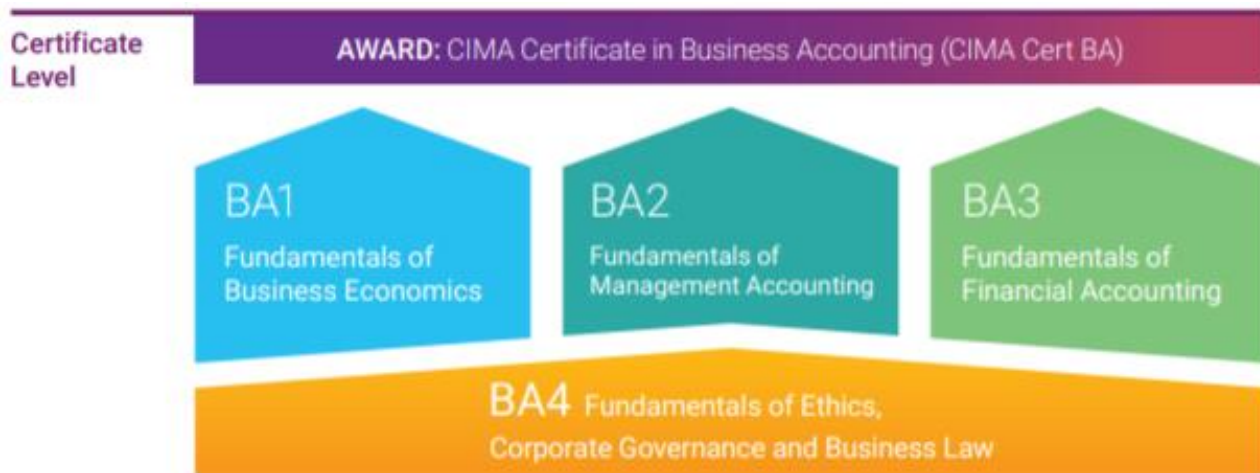 Certificate
Level
AWARD: CIMA Certificate in Business Accounting (CIMA Cert BA)
BA1
Fundamentals of
Business Economics
BA2
Fundamentals of
Management Accounting
BA3
Fundamentals of
Financial Accounting
BA4 Fundamentals of Ethics,
Corporate Governance and Business Law